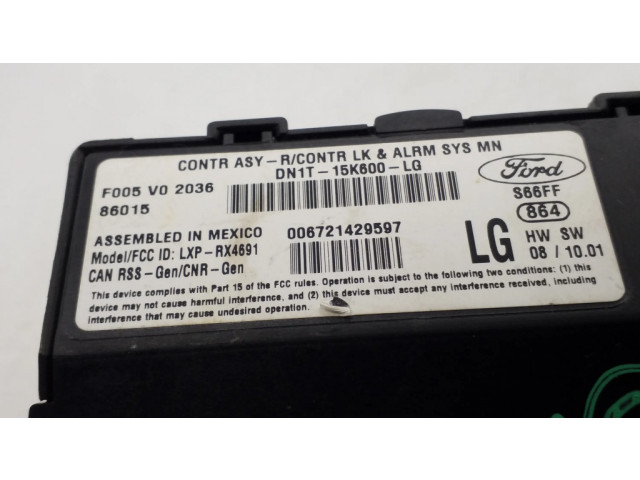 CONTR ASY-R/CONTR LK & ALRM SYS MN
DN1T-15K600-LG
Ford
F005 V0 2036
86015
S66FF
864
ASSEMBLED IN MEXICO
006721429597
LG
HW SW
08 / 10.01
Model/FCC ID: LXP-RX4691
CAN RSS-Gen/CNR-Gen
This device complies with Part 15 of the FCC rules. Operation is subject to the following two conditions: (1) this
device may not cause harmful interference, and (2) this device must accept any interference received, including
interference that may cause undesired operation.